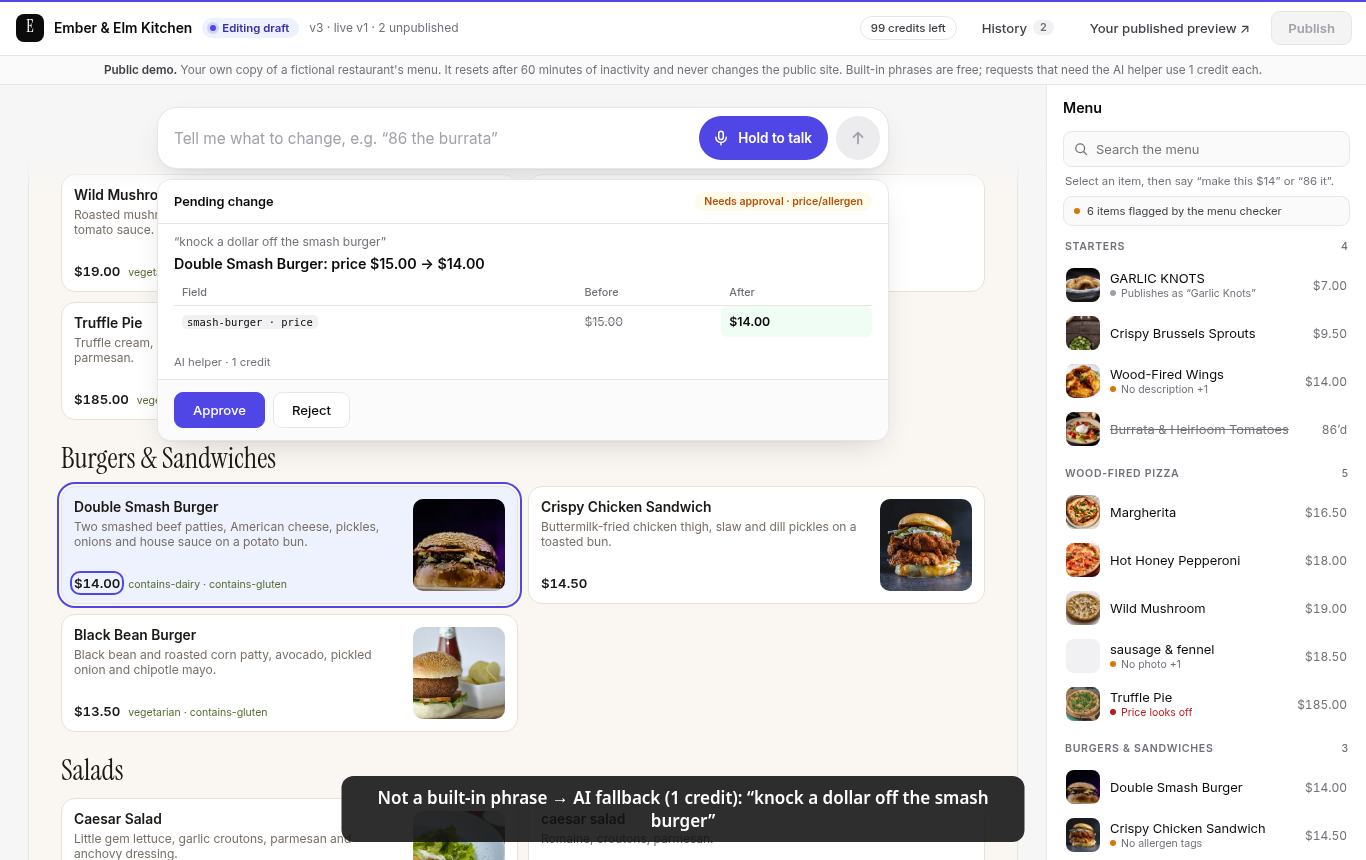 E Ember & Elm Kitchen Editing draft v3 · live v1 · 2 unpublished 99 credits left History 2 Your published preview ↗ Publish
Public demo. Your own copy of a fictional restaurant's menu. It resets after 60 minutes of inactivity and never changes the public site. Built-in phrases are free; requests that need the AI helper use 1 credit each.
Tell me what to change, e.g. “86 the burrata”
Hold to talk
Pending change
Needs approval · price/allergen
“knock a dollar off the smash burger”
Double Smash Burger: price $15.00 → $14.00
Field Before After
smash-burger · price $15.00 $14.00
AI helper · 1 credit
Approve Reject
Wild Mushro
Roasted mushr
tomato sauce.
$19.00 vegeta
Truffle Pie
Truffle cream,
parmesan.
$185.00 vege
Burgers & Sandwiches
Double Smash Burger
Two smashed beef patties, American cheese, pickles,
onions and house sauce on a potato bun.
$14.00 contains-dairy · contains-gluten
Crispy Chicken Sandwich
Buttermilk-fried chicken thigh, slaw and dill pickles on a
toasted bun.
$14.50
Black Bean Burger
Black bean and roasted corn patty, avocado, pickled
onion and chipotle mayo.
$13.50 vegetarian · contains-gluten
Salads
Caesar Salad
Little gem lettuce, garlic croutons, parmesan and
anchovy dressing.
caesar salad
Romaine, croutons, parmesan.
Not a built-in phrase → AI fallback (1 credit): “knock a dollar off the smash
burger”
Menu
Search the menu
Select an item, then say “make this $14” or “86 it”.
6 items flagged by the menu checker
STARTERS 4
GARLIC KNOTS $7.00
Publishes as “Garlic Knots”
Crispy Brussels Sprouts $9.50
Wood-Fired Wings $14.00
No description +1
Burrata & Heirloom Tomatoes 86’d
WOOD-FIRED PIZZA 5
Margherita $16.50
Hot Honey Pepperoni $18.00
Wild Mushroom $19.00
sausage & fennel $18.50
No photo +1
Truffle Pie $185.00
Price looks off
BURGERS & SANDWICHES 3
Double Smash Burger $14.00
Crispy Chicken Sandwich $14.50
No allergen tags